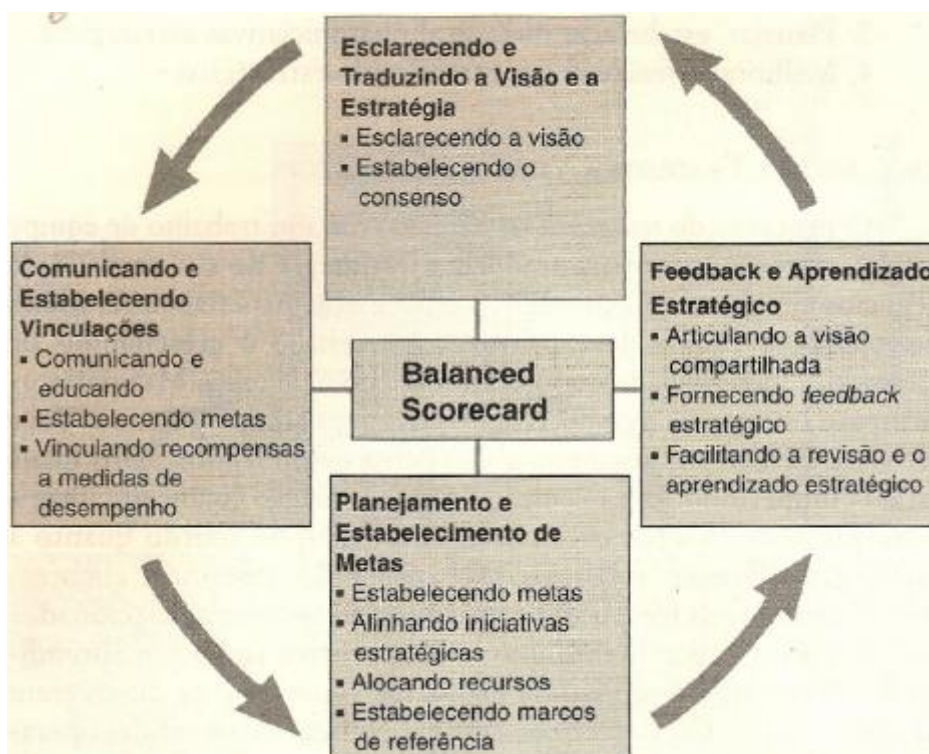 Esclarecendo e
Traduzindo a Visão e a
Estratégia
▪ Esclarecendo a visão
▪ Estabelecendo o
consenso
Comunicando e
Estabelecendo
Vinculações
▪ Comunicando e
educando
▪ Estabelecendo metas
▪ Vinculando recompensas
a medidas de
desempenho
Balanced
Scorecard
Feedback e Aprendizado
Estratégico
▪ Articulando a visão
compartilhada
▪ Fornecendo feedback
estratégico
▪ Facilitando a revisão e o
aprendizado estratégico
Planejamento e
Estabelecimento de
Metas
▪ Estabelecendo metas
▪ Alinhando iniciativas
estratégicas
▪ Alocando recursos
▪ Estabelecendo marcos
de referência